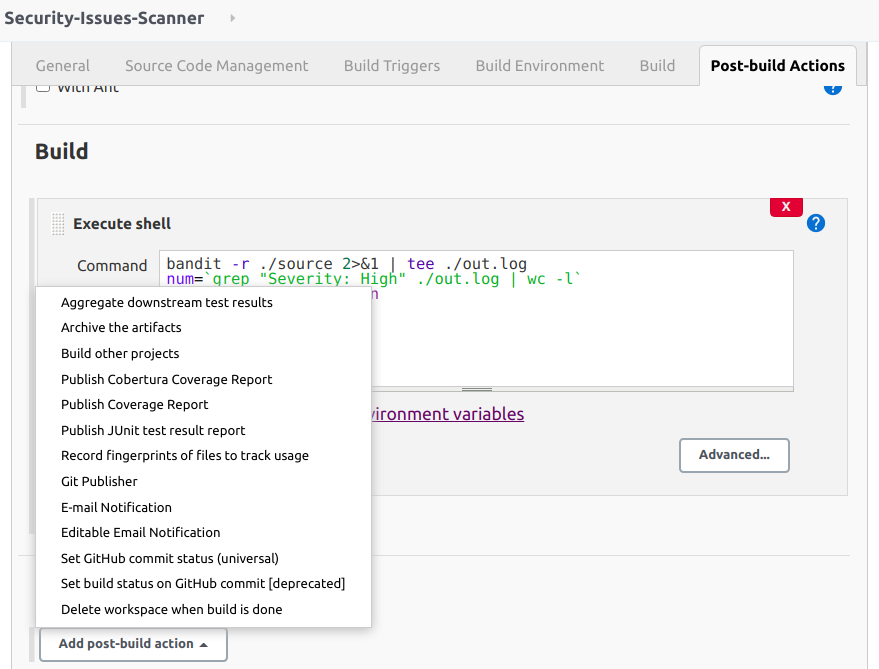 Security-Issues-Scanner
General Source Code Management Build Triggers Build Environment Build Post-build Actions
With Ant
?
Build
X
Execute shell
?
Command
bandit -r ./source 2>&1 | tee ./out.log
num=`grep "Severity: High" ./out.log | wc -l`
n
Aggregate downstream test results
Archive the artifacts
Build other projects
Publish Cobertura Coverage Report
Publish Coverage Report
vironment variables
Publish JUnit test result report
Record fingerprints of files to track usage
Advanced...
Git Publisher
E-mail Notification
Editable Email Notification
Set GitHub commit status (universal)
Set build status on GitHub commit [deprecated]
Delete workspace when build is done
Add post-build action